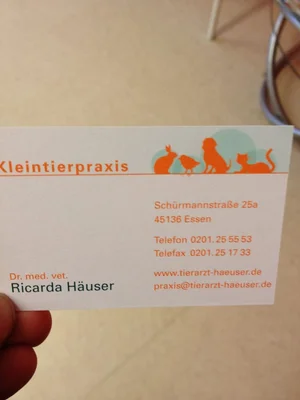 Kleintierpraxis
Schürmannstraße 25a
45136 Essen
Telefon 0201. 25 55 53
Telefax 0201. 25 17 33
Dr. med. vet.
Ricarda Häuser
www.tierarzt-haeuser.de
praxis@tierarzt-haeuser.de